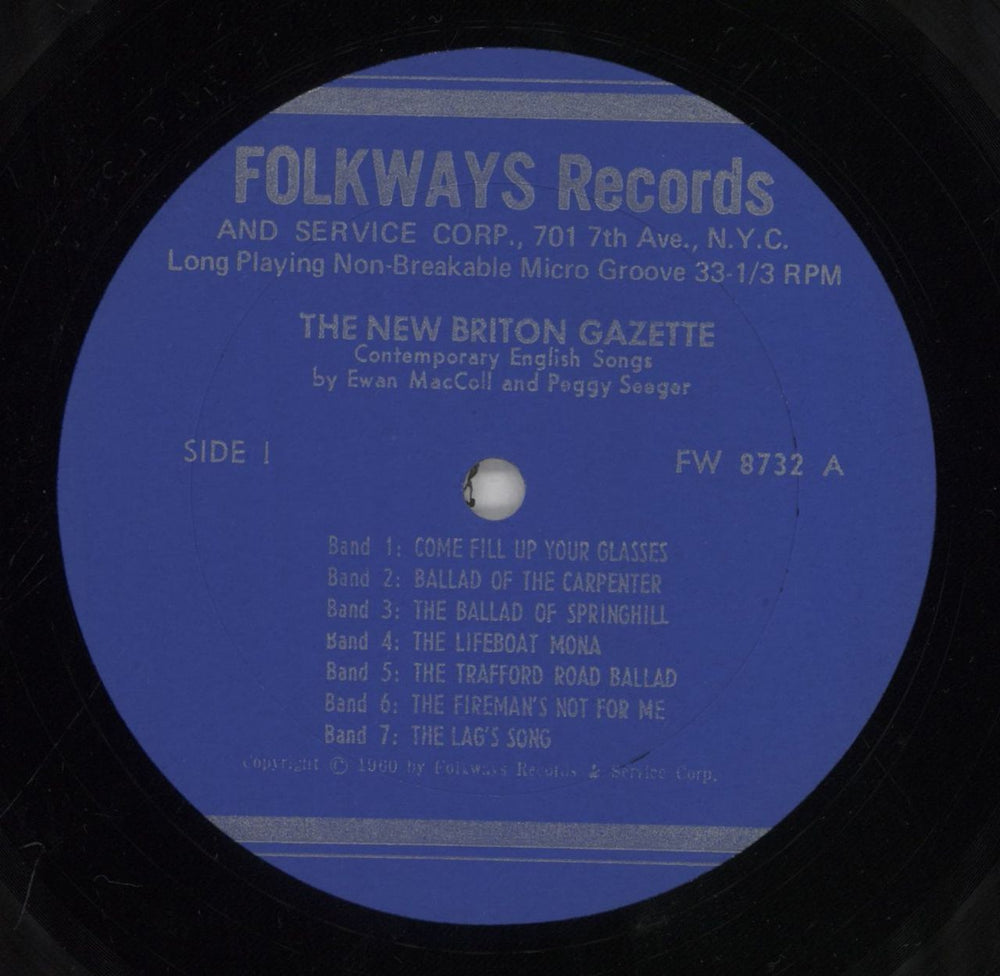 FOLKWAYS Records
AND SERVICE CORP., 701 7th Ave., N.Y.C.
Long Playing Non-Breakable Micro Groove 33-1/3 RPM
THE NEW BRITON GAZETTE
Contemporary English Songs
by Ewan MacColl and Peggy Seeger
SIDE I
FW 8732 A
Band 1: COME FILL UP YOUR GLASSES
Band 2: BALLAD OF THE CARPENTER
Band 3: THE BALLAD OF SPRINGHILL
Band 4: THE LIFEBOAT MONA
Band 5: THE TRAFFORD ROAD BALLAD
Band 6: THE FIREMAN'S NOT FOR ME
Band 7: THE LAG'S SONG
Copyright © 1960 by Folkways Records & Service Corp.